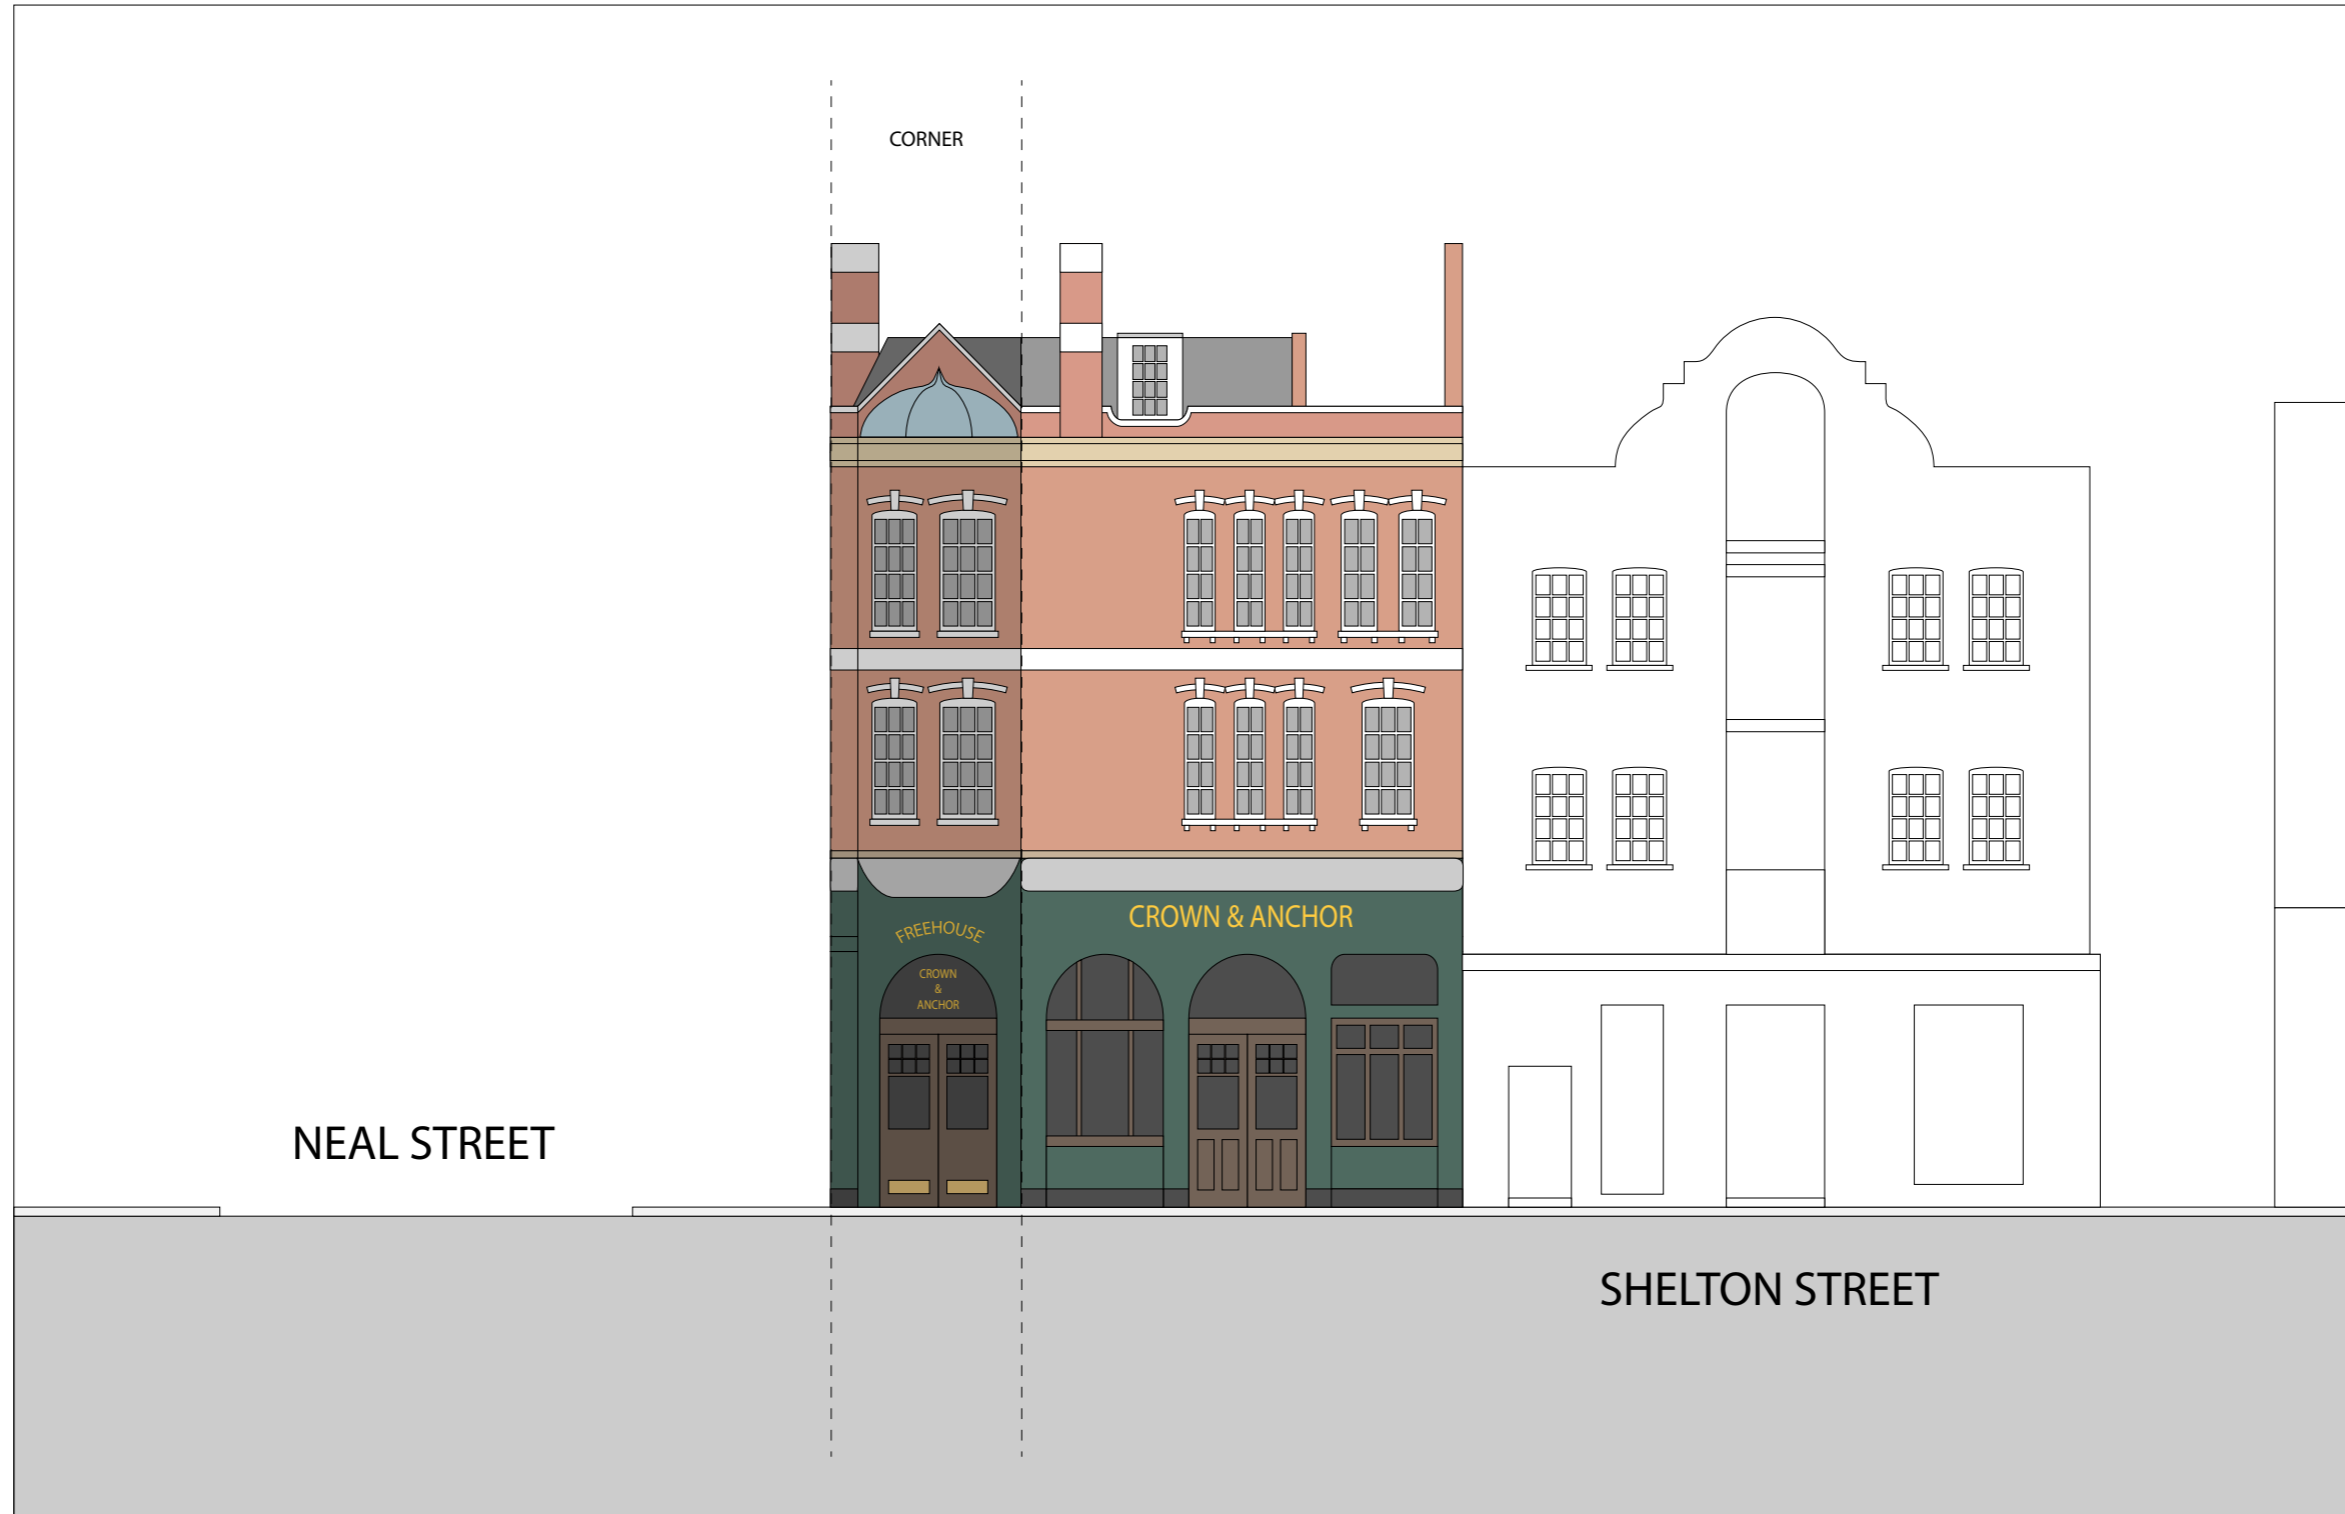 CORNER
CROWN & ANCHOR
FREEHOUSE
CROWN
&
ANCHOR
NEAL STREET
SHELTON STREET